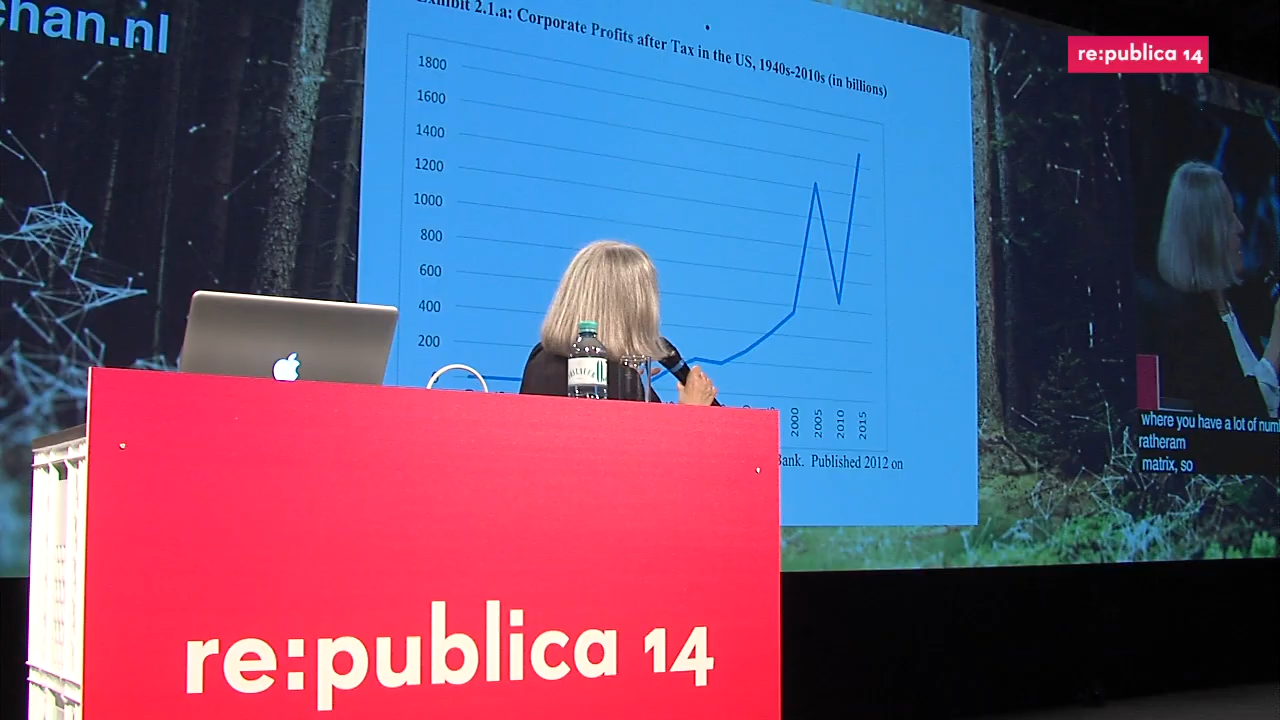 chan.nl
Exhibit 2.1.a: Corporate Profits after Tax in the US, 1940s-2010s (in billions)
re:publica 14
1800
1600
1400
1200
1000
800
600
400
200
2000
2005
2010
2015
Bank. Published 2012 on
where you have a lot of num
ratheram
matrix, so
re:publica 14